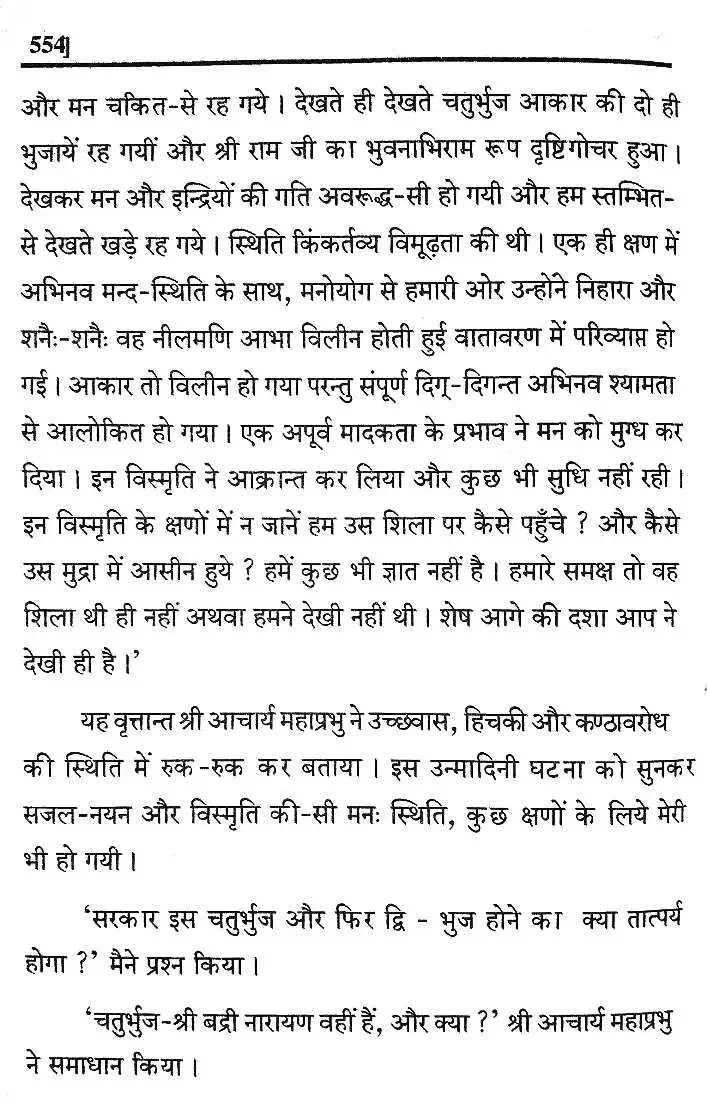 554]
और मन चकित-से रह गये । देखते ही देखते चतुर्भुज आकार की दो ही
भुजायें रह गयीं और श्री राम जी का भुवनाभिराम रूप दृष्टिगोचर हुआ ।
देखकर मन और इन्द्रियों की गति अवरूद्ध-सी हो गयी और हम स्तम्भित-
से देखते खड़े रह गये । स्थिति किंकर्तव्य विमूढ़ता की थी । एक ही क्षण में
अभिनव मन्द-स्थिति के साथ, मनोयोग से हमारी ओर उन्होंने निहारा और
शनैः-शनैः वह नीलमणि आभा विलीन होती हुई वातावरण में परिव्याप्त हो
गई । आकार तो विलीन हो गया परन्तु संपूर्ण दिग्-दिगन्त अभिनव श्यामता
से आलोकित हो गया । एक अपूर्व मादकता के प्रभाव ने मन को मुग्ध कर
दिया । इन विस्मृति ने आक्रान्त कर लिया और कुछ भी सुधि नहीं रही ।
इन विस्मृति के क्षणों में न जानें हम उस शिला पर कैसे पहुँचे ? और कैसे
उस मुद्रा में आसीन हुये ? हमें कुछ भी ज्ञात नहीं है । हमारे समक्ष तो वह
शिला थी ही नहीं अथवा हमने देखी नहीं थी । शेष आगे की दशा आप ने
देखी ही है ।’
यह वृत्तान्त श्री आचार्य महाप्रभु ने उच्छवास, हिचकी और कण्ठावरोध
की स्थिति में रुक-रुक कर बताया । इस उन्मादिनी घटना को सुनकर
सजल-नयन और विस्मृति की-सी मनः स्थिति, कुछ क्षणों के लिये मेरी
भी हो गयी ।
‘सरकार इस चतुर्भुज और फिर द्वि - भुज होने का क्या तात्पर्य
होगा ?’ मैने प्रश्न किया ।
‘चतुर्भुज-श्री बद्री नारायण वहीं हैं, और क्या ?’ श्री आचार्य महाप्रभु
ने समाधान किया ।